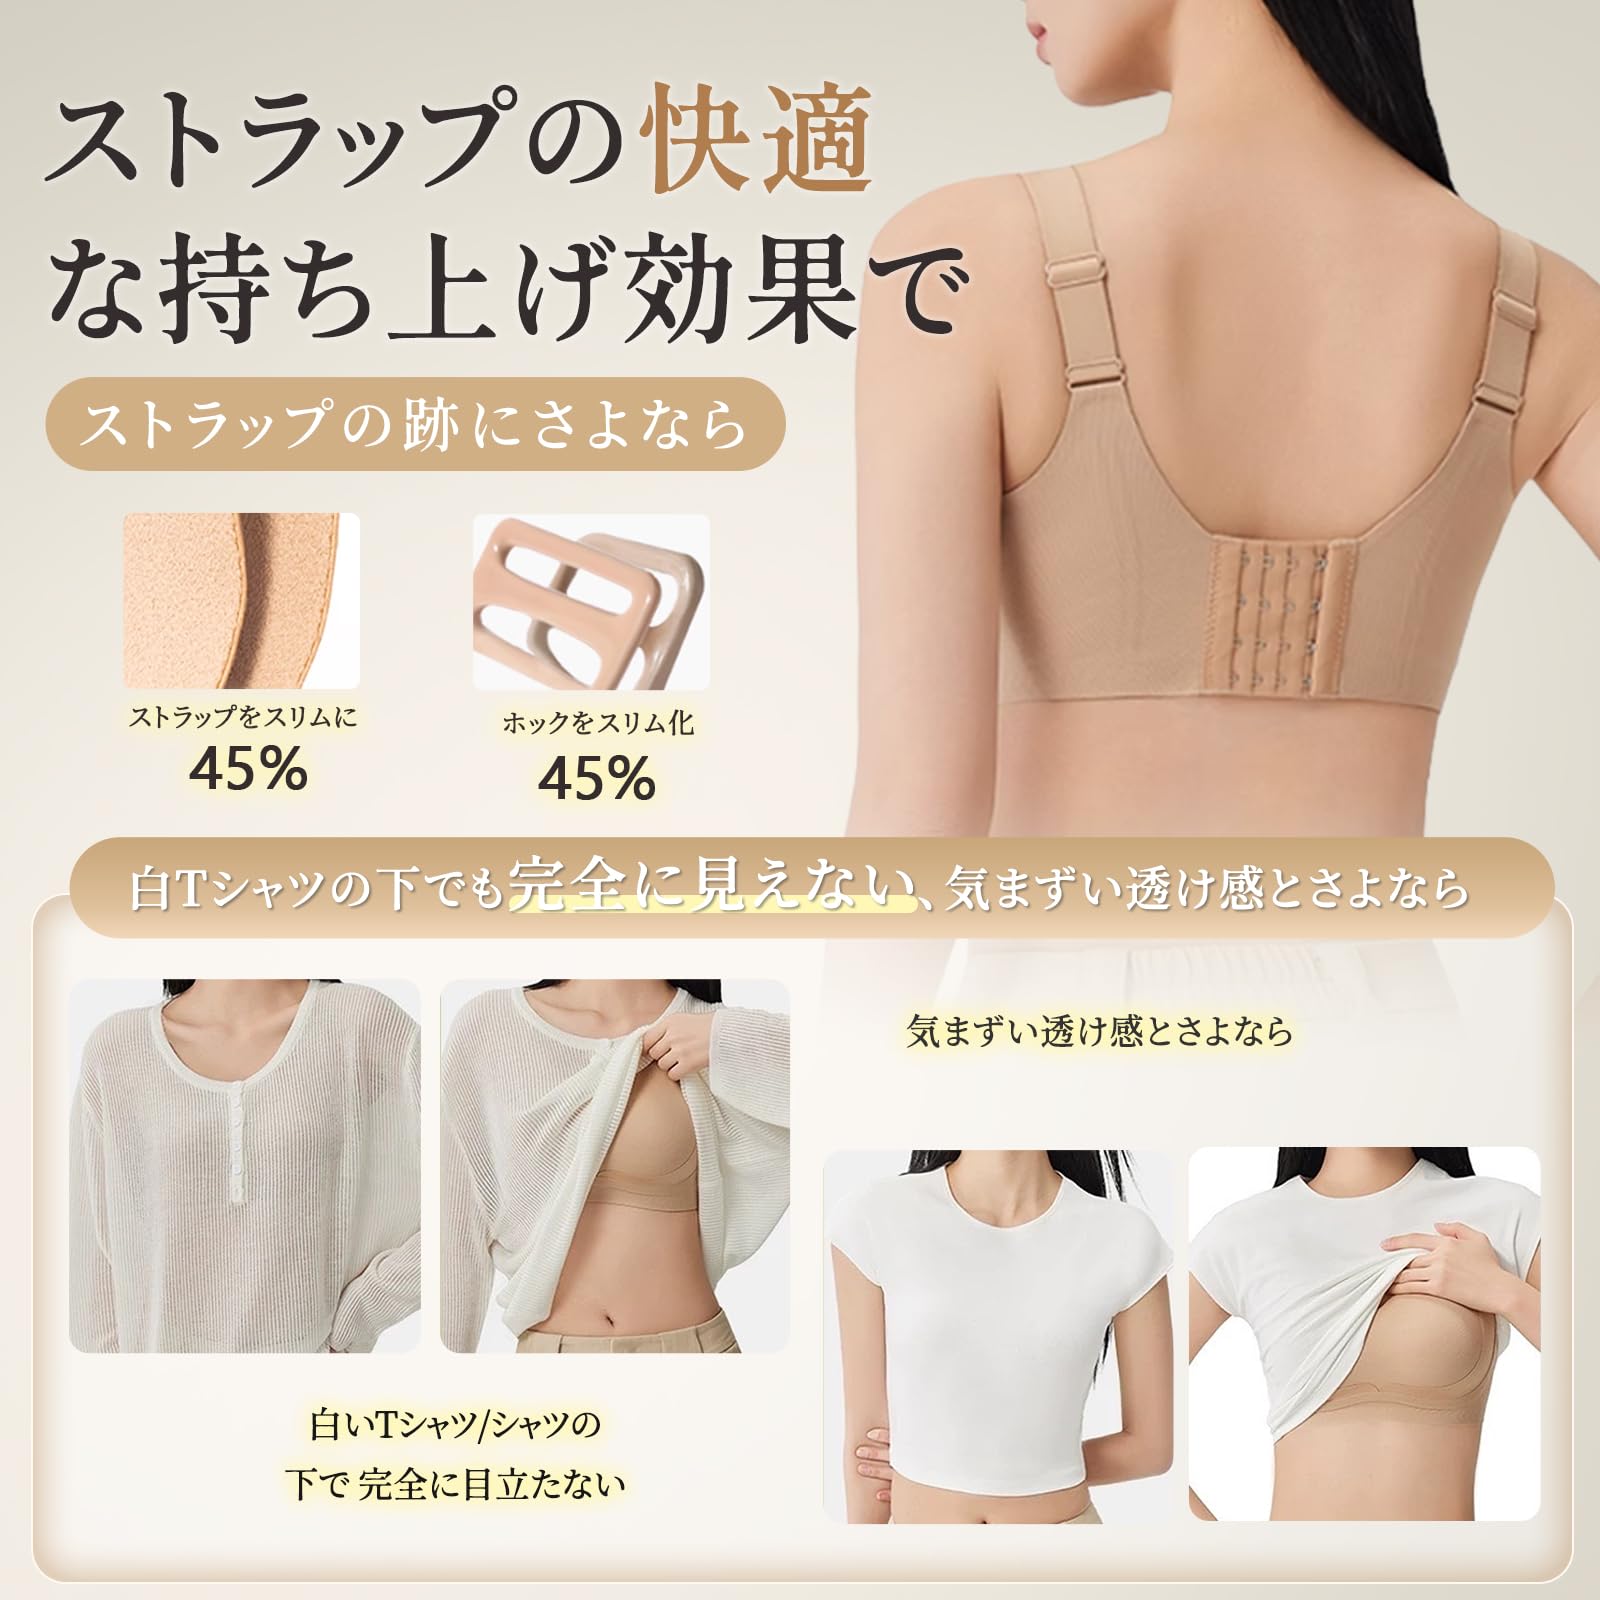 ストラップの快適
な持ち上げ効果で
ストラップの跡にさよなら
ストラップをスリムに
45%
ホックをスリム化
45%
白Tシャツの下でも完全に見えない、気まずい透け感とさよなら
気まずい透け感とさよなら
白いTシャツ/シャツの
下で 完全に目立たない